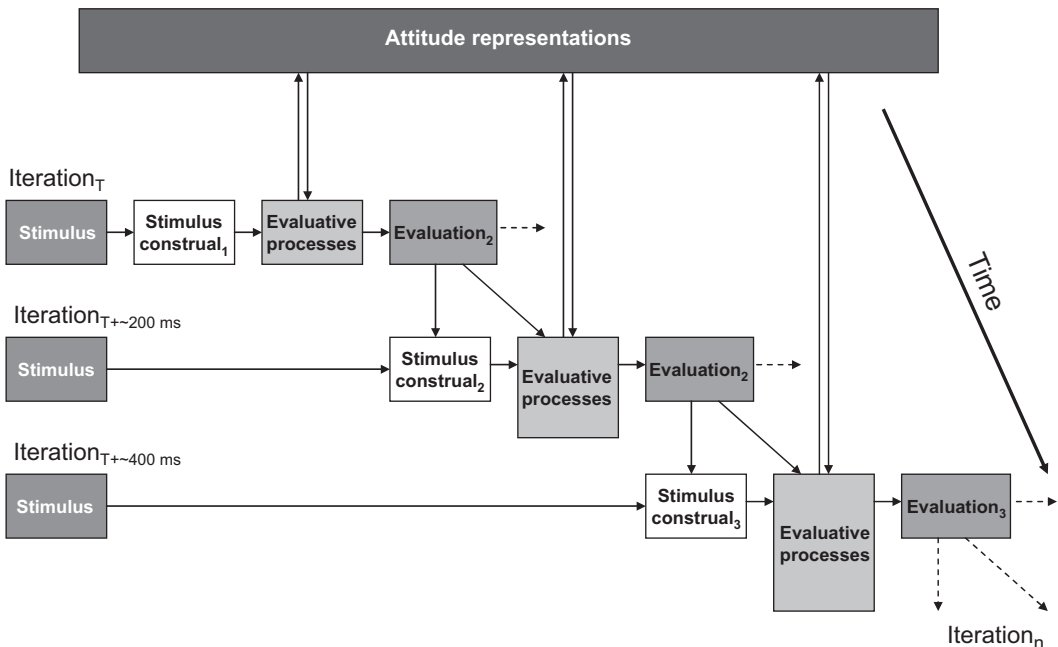 Attitude representations
Iteration_T
Stimulus
Stimulus
construal_1
Evaluative
processes
Evaluation_2
Time
Iteration_T+~200 ms
Stimulus
Stimulus
construal_2
Evaluative
processes
Evaluation_2
Iteration_T+~400 ms
Stimulus
Stimulus
construal_3
Evaluative
processes
Evaluation_3
Iteration_n